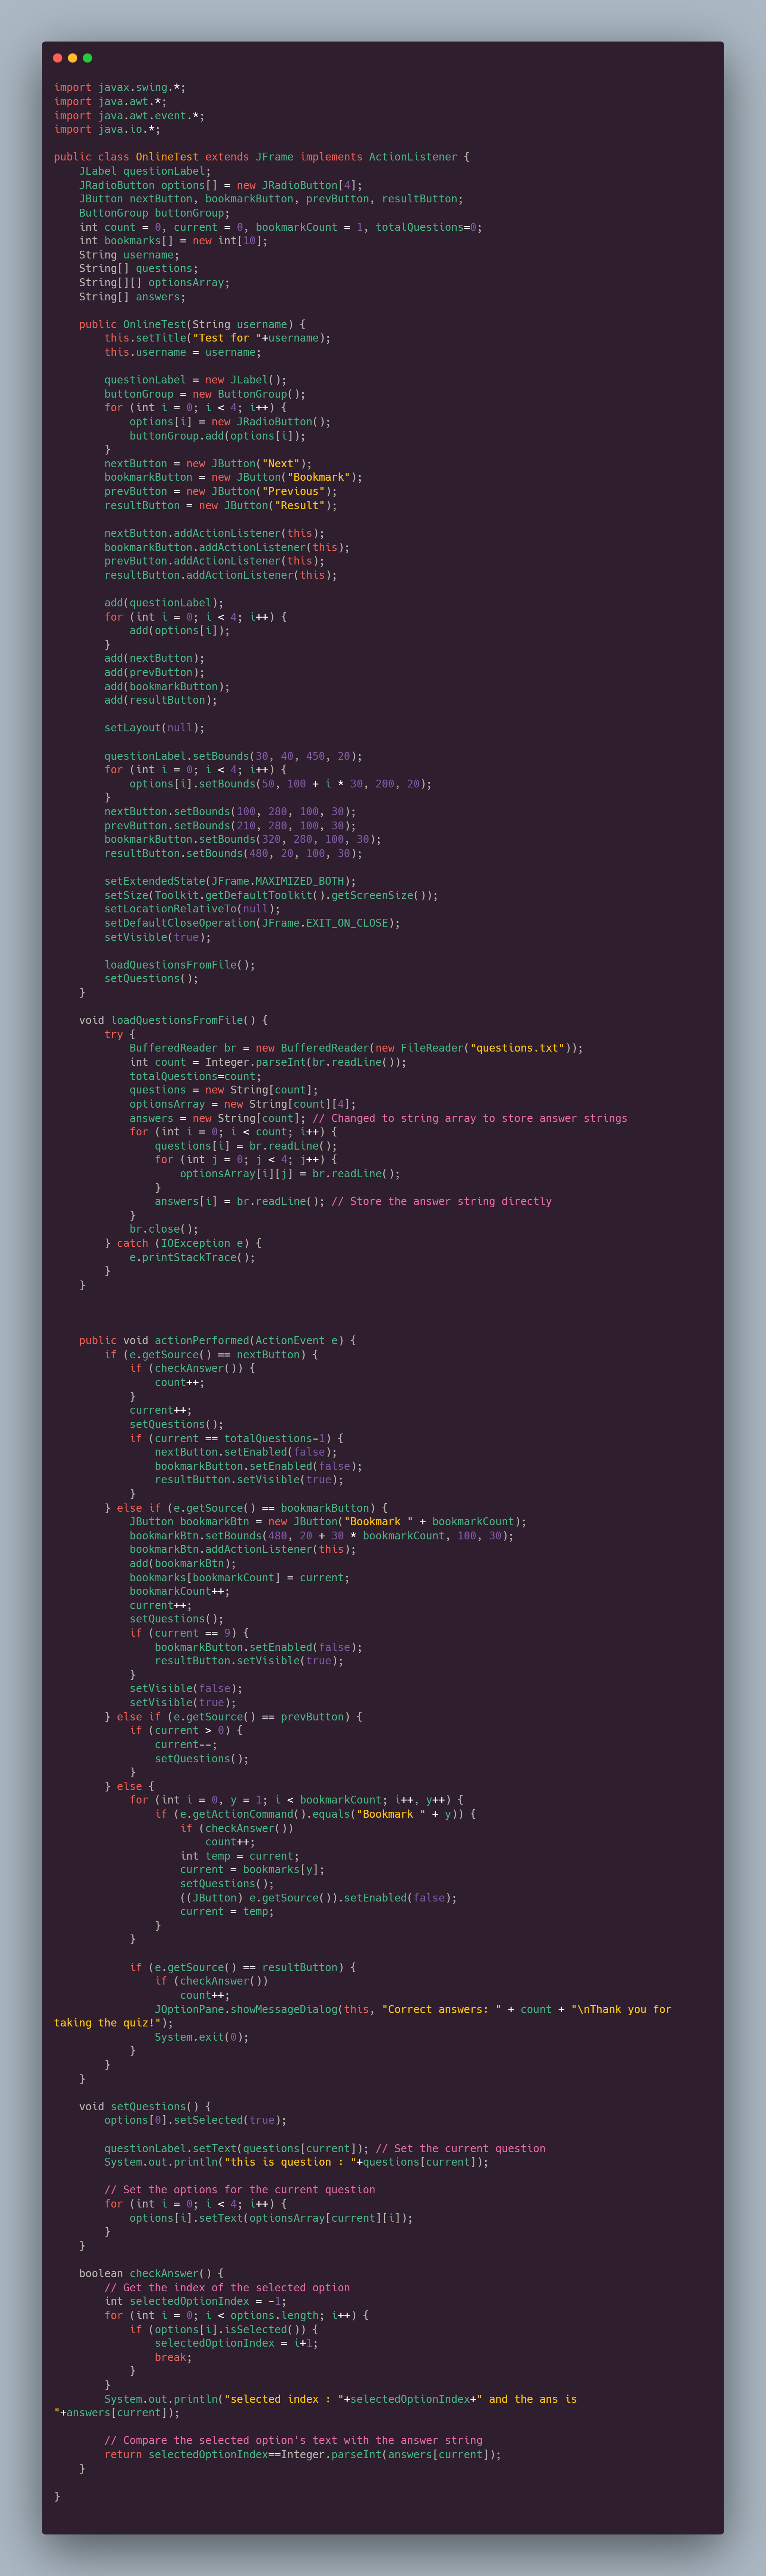 import javax.swing.*;
import java.awt.*;
import java.awt.event.*;
import java.io.*;

public class OnlineTest extends JFrame implements ActionListener {
    JLabel questionLabel;
    JRadioButton options[] = new JRadioButton[4];
    JButton nextButton, bookmarkButton, prevButton, resultButton;
    ButtonGroup buttonGroup;
    int count = 0, current = 0, bookmarkCount = 1, totalQuestions=0;
    int bookmarks[] = new int[10];
    String username;
    String[] questions;
    String[][] optionsArray;
    String[] answers;

    public OnlineTest(String username) {
        this.setTitle("Test for "+username);
        this.username = username;

        questionLabel = new JLabel();
        buttonGroup = new ButtonGroup();
        for (int i = 0; i < 4; i++) {
            options[i] = new JRadioButton();
            buttonGroup.add(options[i]);
        }
        nextButton = new JButton("Next");
        bookmarkButton = new JButton("Bookmark");
        prevButton = new JButton("Previous");
        resultButton = new JButton("Result");

        nextButton.addActionListener(this);
        bookmarkButton.addActionListener(this);
        prevButton.addActionListener(this);
        resultButton.addActionListener(this);

        add(questionLabel);
        for (int i = 0; i < 4; i++) {
            add(options[i]);
        }
        add(nextButton);
        add(prevButton);
        add(bookmarkButton);
        add(resultButton);

        setLayout(null);

        questionLabel.setBounds(30, 40, 450, 20);
        for (int i = 0; i < 4; i++) {
            options[i].setBounds(50, 100 + i * 30, 200, 20);
        }
        nextButton.setBounds(100, 280, 100, 30);
        prevButton.setBounds(210, 280, 100, 30);
        bookmarkButton.setBounds(320, 280, 100, 30);
        resultButton.setBounds(480, 20, 100, 30);

        setExtendedState(JFrame.MAXIMIZED_BOTH);
        setSize(Toolkit.getDefaultToolkit().getScreenSize());
        setLocationRelativeTo(null);
        setDefaultCloseOperation(JFrame.EXIT_ON_CLOSE);
        setVisible(true);

        loadQuestionsFromFile();
        setQuestions();
    }

    void loadQuestionsFromFile() {
        try {
            BufferedReader br = new BufferedReader(new FileReader("questions.txt"));
            int count = Integer.parseInt(br.readLine());
            totalQuestions=count;
            questions = new String[count];
            optionsArray = new String[count][4];
            answers = new String[count]; // Changed to string array to store answer strings
            for (int i = 0; i < count; i++) {
                questions[i] = br.readLine();
                for (int j = 0; j < 4; j++) {
                    optionsArray[i][j] = br.readLine();
                }
                answers[i] = br.readLine(); // Store the answer string directly
            }
            br.close();
        } catch (IOException e) {
            e.printStackTrace();
        }
    }

    public void actionPerformed(ActionEvent e) {
        if (e.getSource() == nextButton) {
            if (checkAnswer()) {
                count++;
            }
            current++;
            setQuestions();
            if (current == totalQuestions-1) {
                nextButton.setEnabled(false);
                bookmarkButton.setEnabled(false);
                resultButton.setVisible(true);
            }
        } else if (e.getSource() == bookmarkButton) {
            JButton bookmarkBtn = new JButton("Bookmark " + bookmarkCount);
            bookmarkBtn.setBounds(480, 20 + 30 * bookmarkCount, 100, 30);
            bookmarkBtn.addActionListener(this);
            add(bookmarkBtn);
            bookmarks[bookmarkCount] = current;
            bookmarkCount++;
            current++;
            setQuestions();
            if (current == 9) {
                bookmarkButton.setEnabled(false);
                resultButton.setVisible(true);
            }
            setVisible(false);
            setVisible(true);
        } else if (e.getSource() == prevButton) {
            if (current > 0) {
                current--;
                setQuestions();
            }
        } else {
            for (int i = 0, y = 1; i < bookmarkCount; i++, y++) {
                if (e.getActionCommand().equals("Bookmark " + y)) {
                    if (checkAnswer())
                        count++;
                    int temp = current;
                    current = bookmarks[y];
                    setQuestions();
                    ((JButton) e.getSource()).setEnabled(false);
                    current = temp;
                }
            }

            if (e.getSource() == resultButton) {
                if (checkAnswer())
                    count++;
                JOptionPane.showMessageDialog(this, "Correct answers: " + count + "\nThank you for
taking the quiz!");
                System.exit(0);
            }
        }
    }

    void setQuestions() {
        options[0].setSelected(true);

        questionLabel.setText(questions[current]); // Set the current question
        System.out.println("this is question : "+questions[current]);

        // Set the options for the current question
        for (int i = 0; i < 4; i++) {
            options[i].setText(optionsArray[current][i]);
        }
    }

    boolean checkAnswer() {
        // Get the index of the selected option
        int selectedOptionIndex = -1;
        for (int i = 0; i < options.length; i++) {
            if (options[i].isSelected()) {
                selectedOptionIndex = i+1;
                break;
            }
        }
        System.out.println("selected index : "+selectedOptionIndex+" and the ans is
"+answers[current]);

        // Compare the selected option's text with the answer string
        return selectedOptionIndex==Integer.parseInt(answers[current]);
    }

}